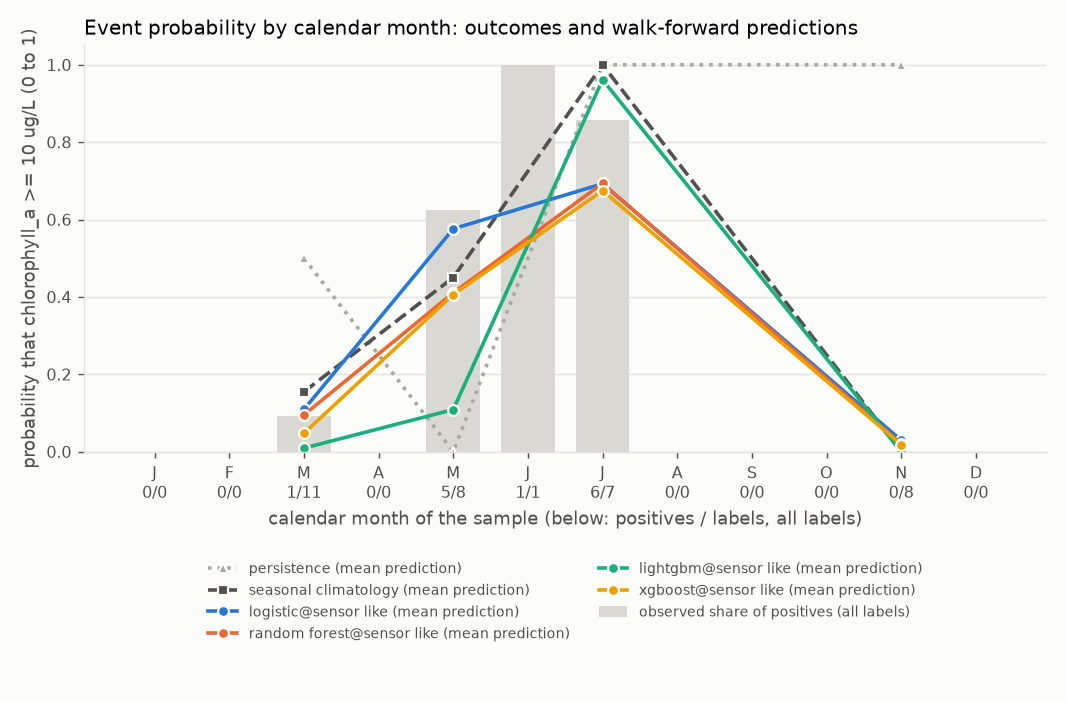 Event probability by calendar month: outcomes and walk-forward predictions
probability that chlorophyll_a >= 10 ug/L (0 to 1)
1.0
0.8
0.6
0.4
0.2
0.0
J F M A M J J A S O N D
0/0 0/0 1/11 0/0 5/8 1/1 6/7 0/0 0/0 0/0 0/8 0/0
calendar month of the sample (below: positives / labels, all labels)
persistence (mean prediction)
seasonal climatology (mean prediction)
logistic@sensor like (mean prediction)
random forest@sensor like (mean prediction)
lightgbm@sensor like (mean prediction)
xgboost@sensor like (mean prediction)
observed share of positives (all labels)